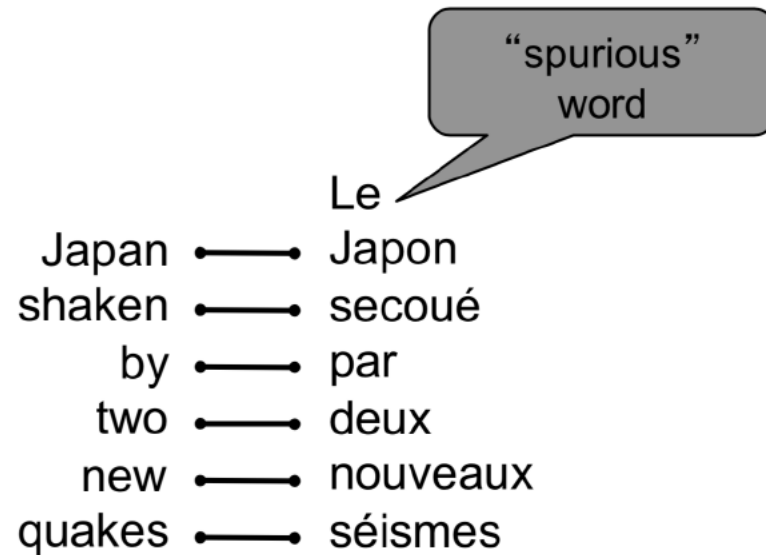 “spurious”
word
Le
Japan Japon
shaken secoué
by par
two deux
new nouveaux
quakes séismes